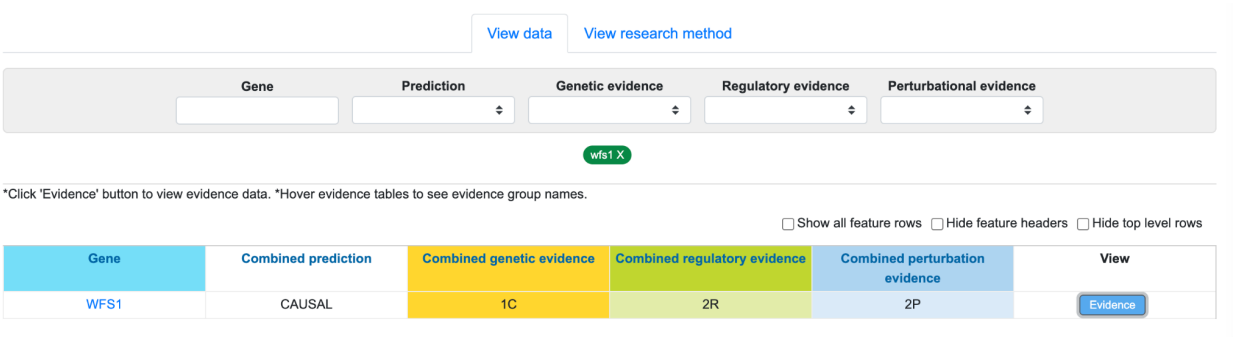 View data View research method
Gene Prediction Genetic evidence Regulatory evidence Perturbational evidence
wfs1 X
*Click 'Evidence' button to view evidence data. *Hover evidence tables to see evidence group names.
Show all feature rows Hide feature headers Hide top level rows
Gene Combined prediction Combined genetic evidence Combined regulatory evidence Combined perturbation evidence View
WFS1 CAUSAL 1C 2R 2P Evidence